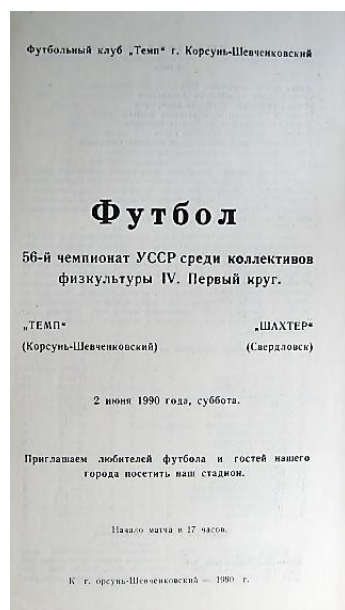 Футбольный клуб „Темп“ г. Корсунь-Шевченковский
Футбол
56-й чемпионат УССР среди коллективов
физкультуры IV. Первый круг.
„ТЕМП“ „ШАХТЕР“
(Корсунь-Шевченковский) (Свердловск)
2 июня 1990 года, суббота.
Приглашаем любителей футбола и гостей нашего
города посетить наш стадион.
Начало матча в 17 часов.
К г. орсунь-Шевченковский — 1990 г.